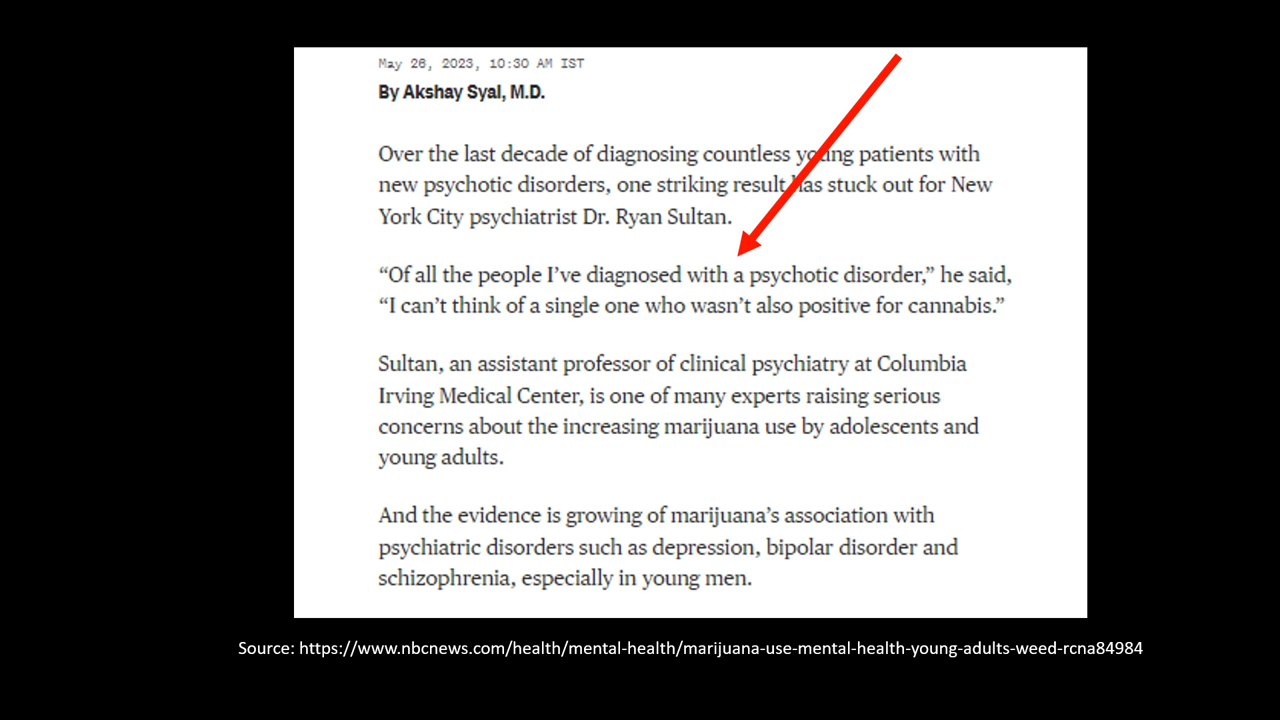 May 26, 2023, 10:30 AM IST
By Akshay Syal, M.D.
Over the last decade of diagnosing countless young patients with
new psychotic disorders, one striking result has stuck out for New
York City psychiatrist Dr. Ryan Sultan.
“Of all the people I’ve diagnosed with a psychotic disorder,” he said,
“I can’t think of a single one who wasn’t also positive for cannabis.”
Sultan, an assistant professor of clinical psychiatry at Columbia
Irving Medical Center, is one of many experts raising serious
concerns about the increasing marijuana use by adolescents and
young adults.
And the evidence is growing of marijuana’s association with
psychiatric disorders such as depression, bipolar disorder and
schizophrenia, especially in young men.
Source: https://www.nbcnews.com/health/mental-health/marijuana-use-mental-health-young-adults-weed-rcna84984